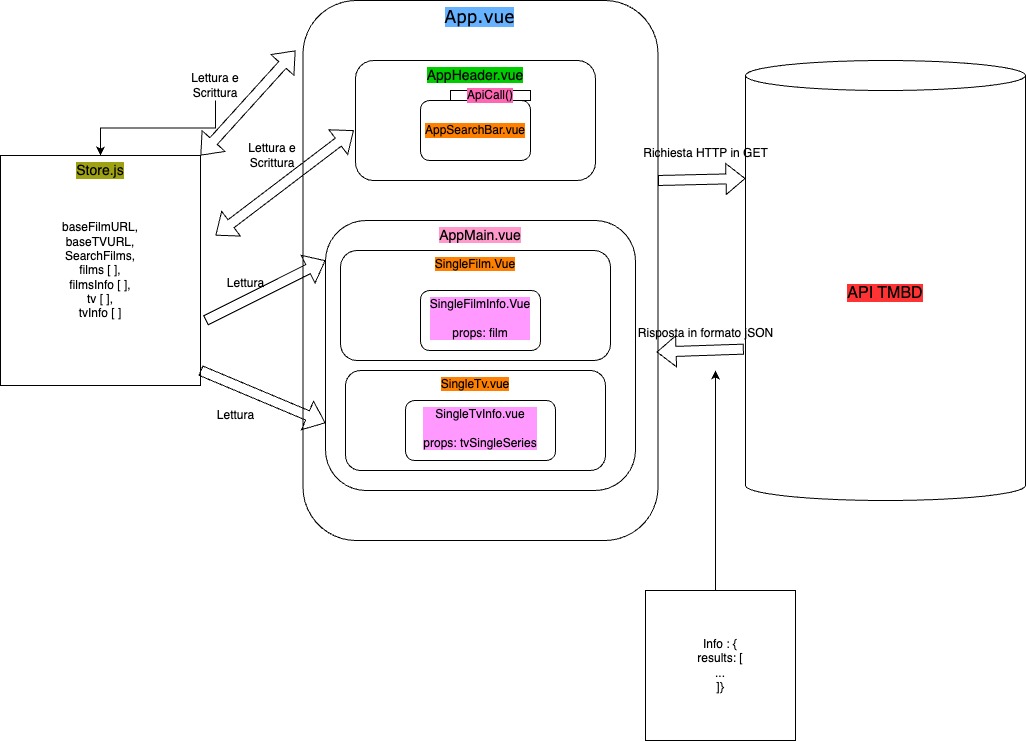 App.vue
AppHeader.vue
ApiCall()
AppSearchBar.vue
Lettura e
Scrittura
Lettura e
Scrittura
Store.js
baseFilmURL,
baseTVURL,
SearchFilms,
films [ ],
filmsInfo [ ],
tv [ ],
tvInfo [ ]
Richiesta HTTP in GET
AppMain.vue
SingleFilm.Vue
SingleFilmInfo.Vue
props: film
Lettura
API TMBD
Risposta in formato jSON
SingleTv.vue
SingleTvInfo.vue
props: tvSingleSeries
Lettura
Info : {
results: [
...
]}